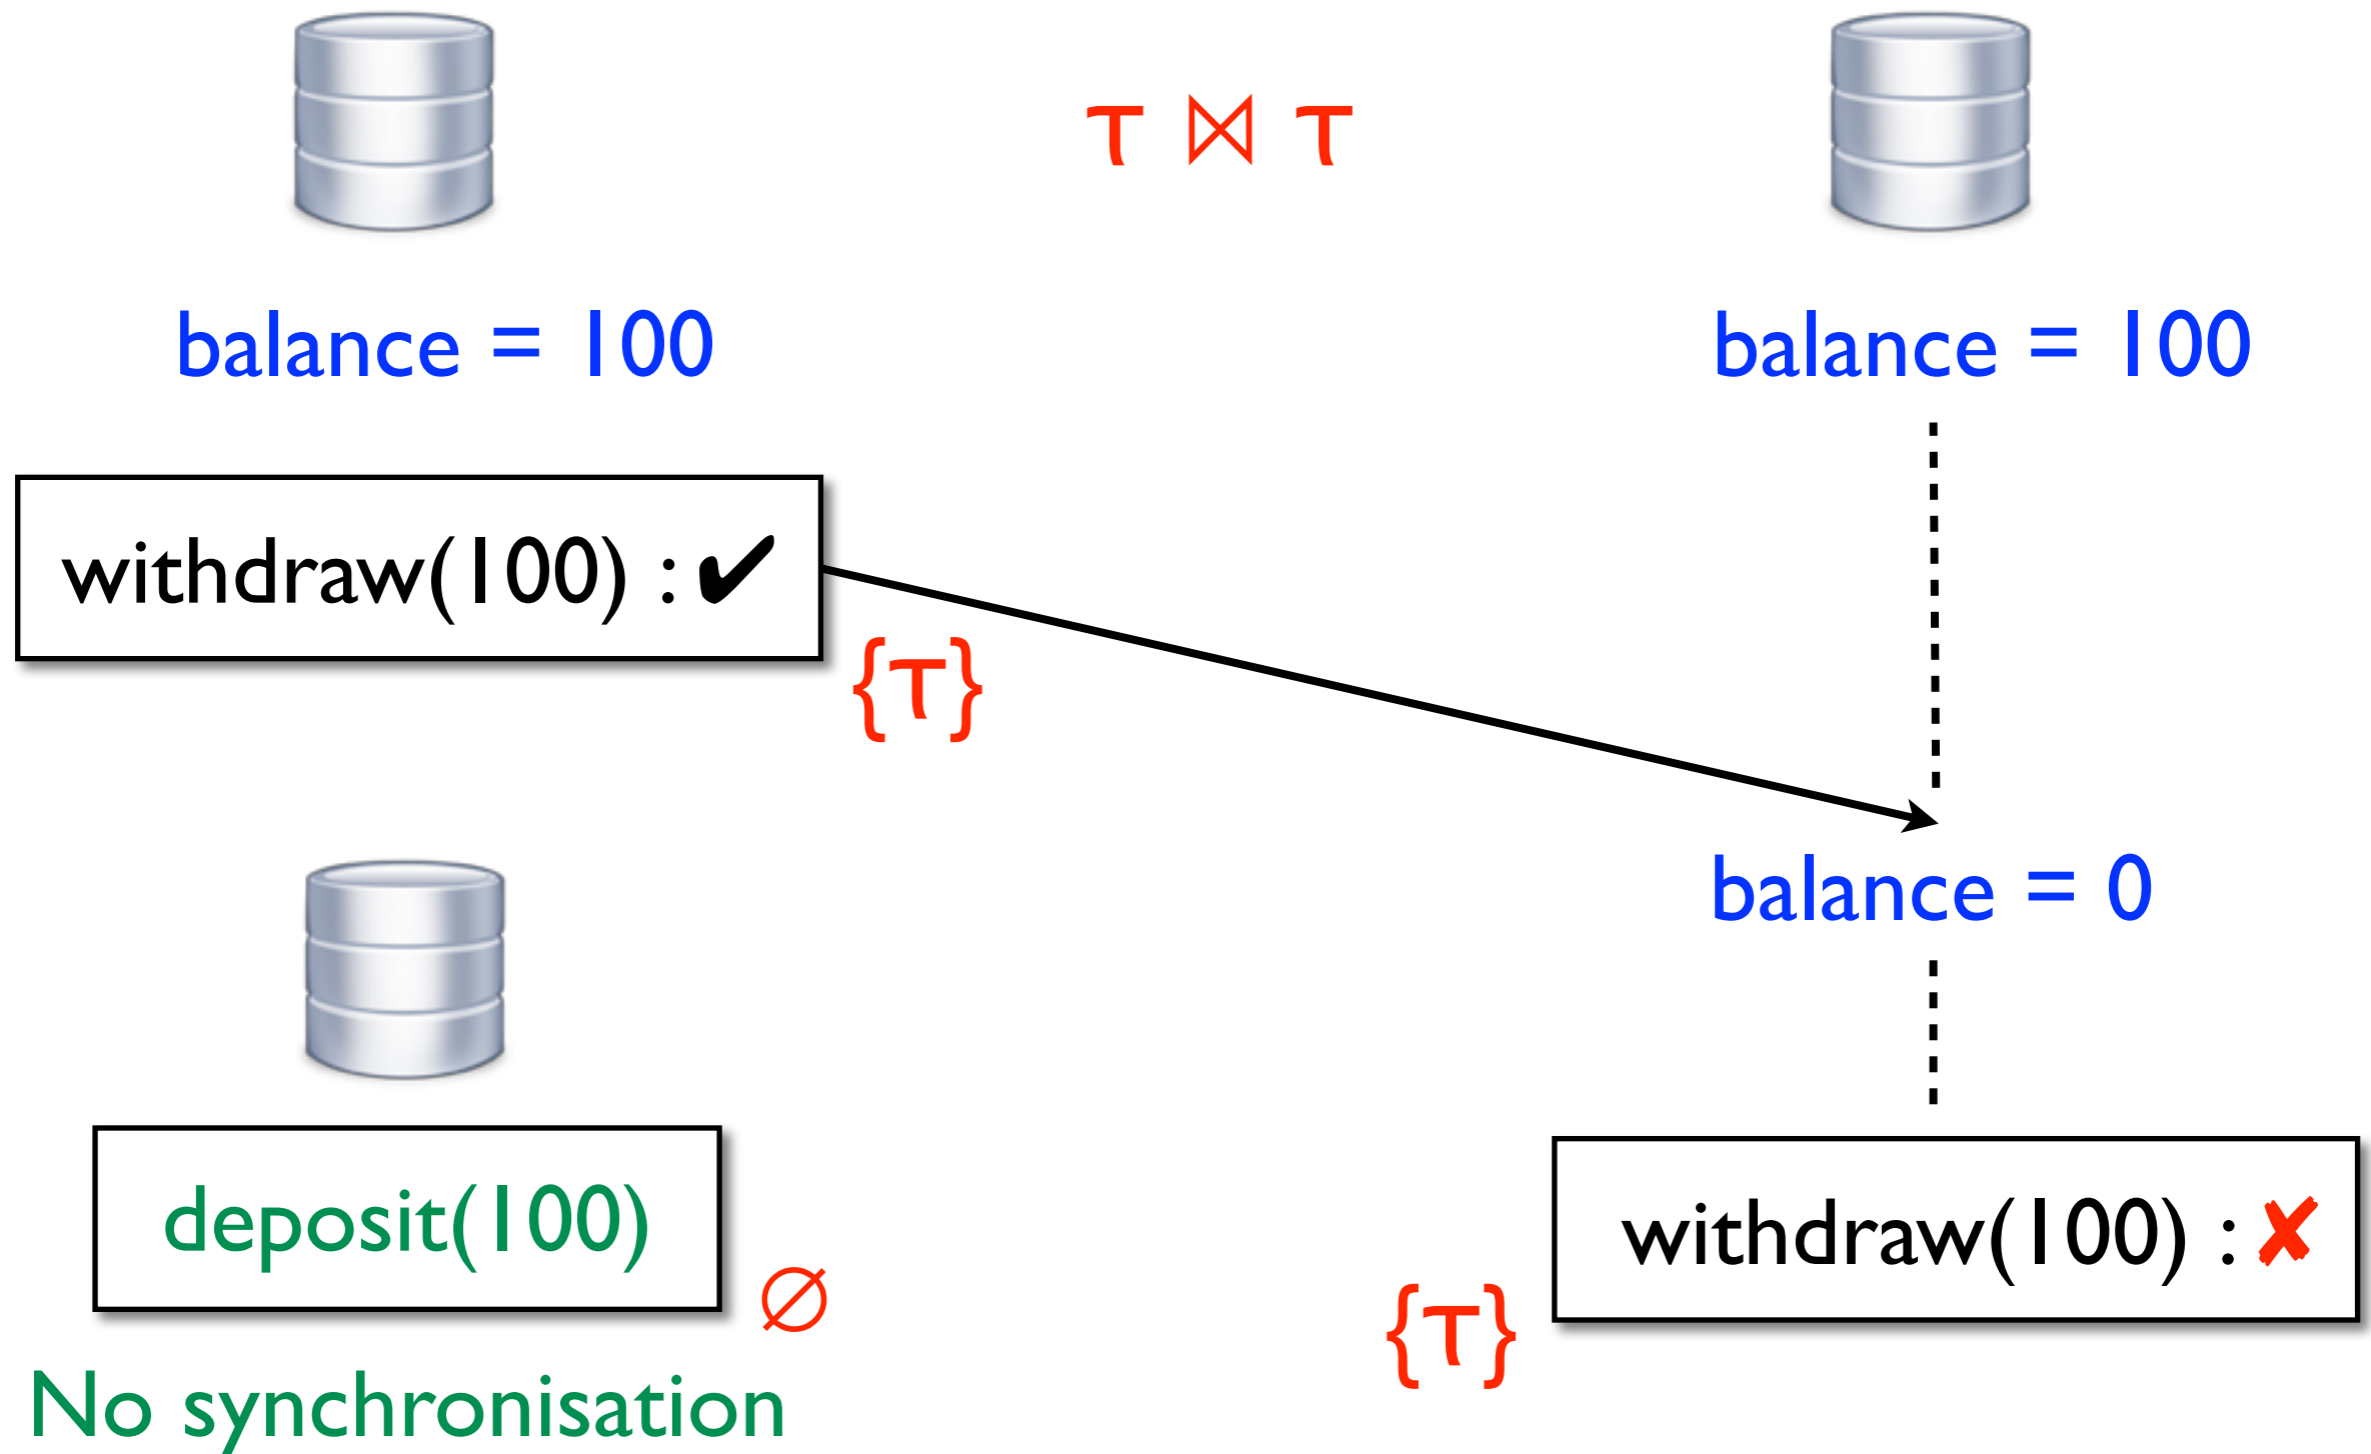 τ ⋈ τ
balance = 100
balance = 100
withdraw(100) : ✔
{τ}
balance = 0
deposit(100)
∅
withdraw(100) : ✘
{τ}
No synchronisation